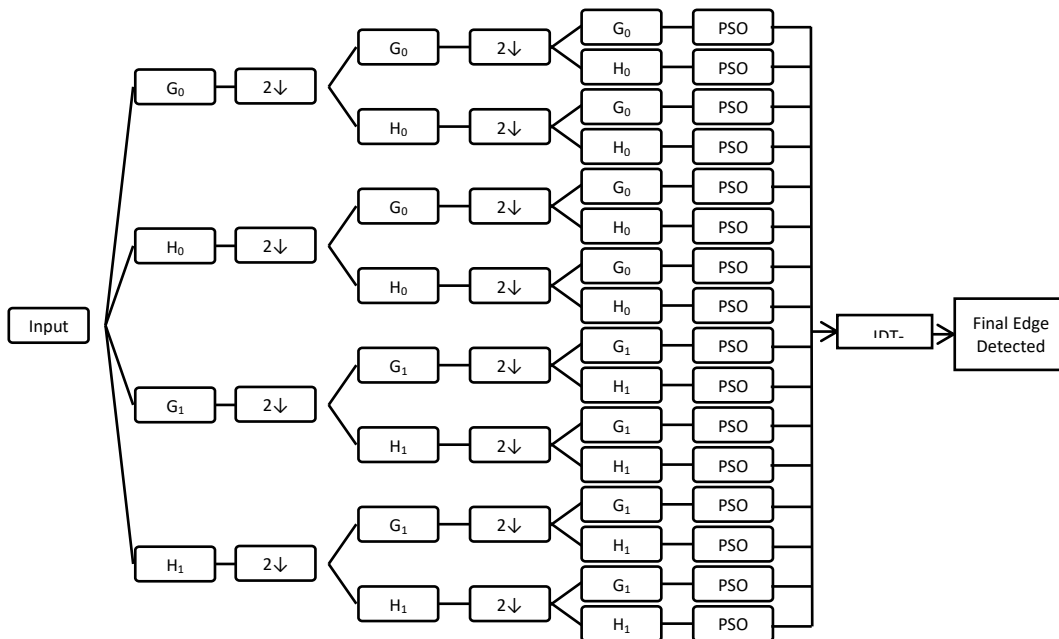 Input
G₀ 2↓
H₀ 2↓
G₁ 2↓
H₁ 2↓
G₀ 2↓
H₀ 2↓
G₀ 2↓
H₀ 2↓
G₁ 2↓
H₁ 2↓
G₁ 2↓
H₁ 2↓
G₀ PSO
H₀ PSO
G₀ PSO
H₀ PSO
G₀ PSO
H₀ PSO
G₀ PSO
H₀ PSO
G₁ PSO
H₁ PSO
G₁ PSO
H₁ PSO
G₁ PSO
H₁ PSO
G₁ PSO
H₁ PSO
Final Edge
Detected